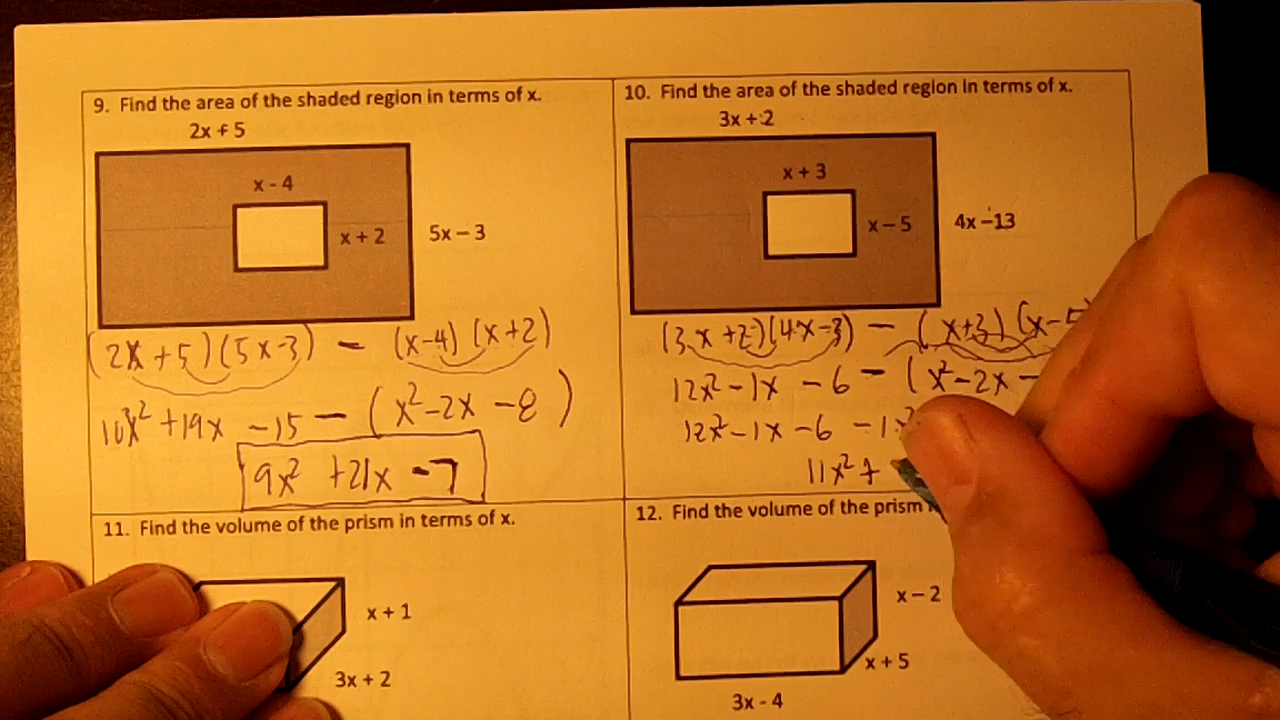 9. Find the area of the shaded region in terms of x.
2x + 5
x - 4
x + 2
5x – 3
(2x + 5)(5x - 3) - (x-4) (x+2)
10x² + 19x - 15 - (x² - 2x - 8)
9x² + 21x - 7
10. Find the area of the shaded region in terms of x.
3x + 2
x + 3
x – 5
4x –13
(3x + 2)(4x - 3) - (x+3) (x-5
12x² - 1x - 6 - (x² - 2x -
12x² - 1x - 6 - 1x²
11x² +
11. Find the volume of the prism in terms of x.
x + 1
3x + 2
12. Find the volume of the prism
x – 2
x + 5
3x - 4